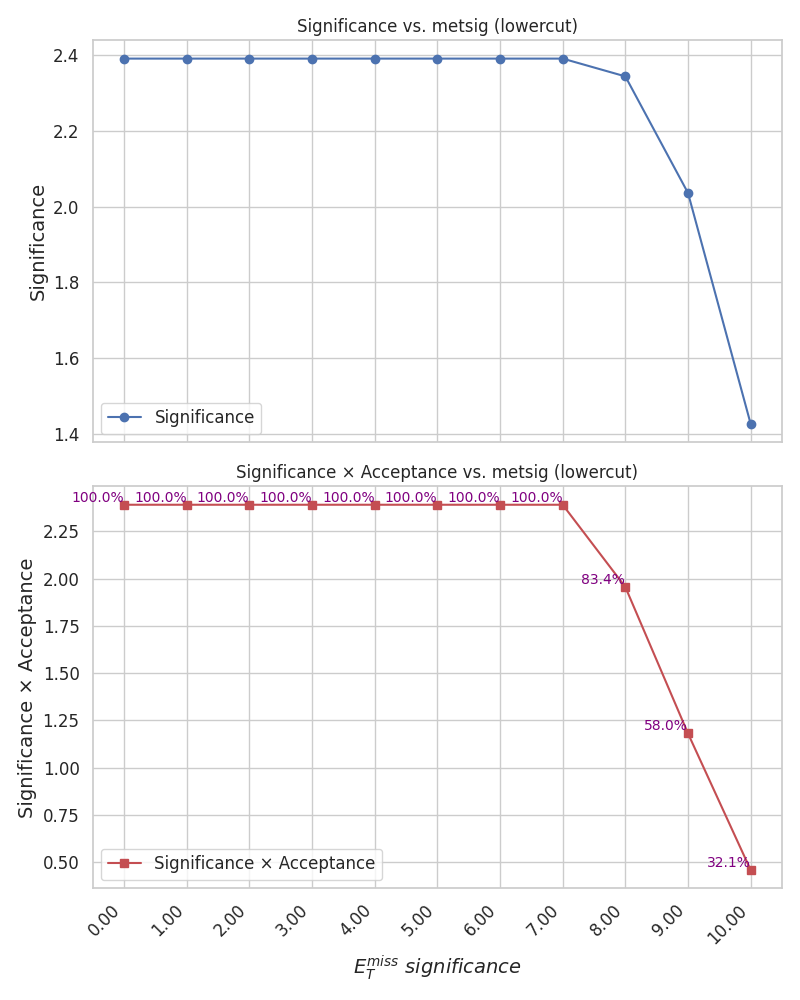 Significance vs. metsig (lowercut)
2.4
2.2
2.0
1.8
1.6
1.4
Significance
Significance
Significance × Acceptance vs. metsig (lowercut)
100.0% 100.0% 100.0% 100.0% 100.0% 100.0% 100.0% 100.0%
83.4%
58.0%
32.1%
2.25
2.00
1.75
1.50
1.25
1.00
0.75
0.50
Significance × Acceptance
Significance × Acceptance
0.00 1.00 2.00 3.00 4.00 5.00 6.00 7.00 8.00 9.00 10.00
$E_T^{miss}$ significance